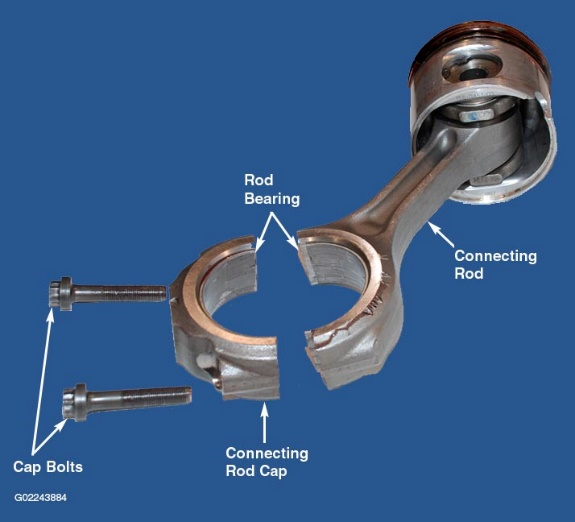 Rod
Bearing
Connecting
Rod
Connecting
Rod Cap
Cap Bolts
G02243884